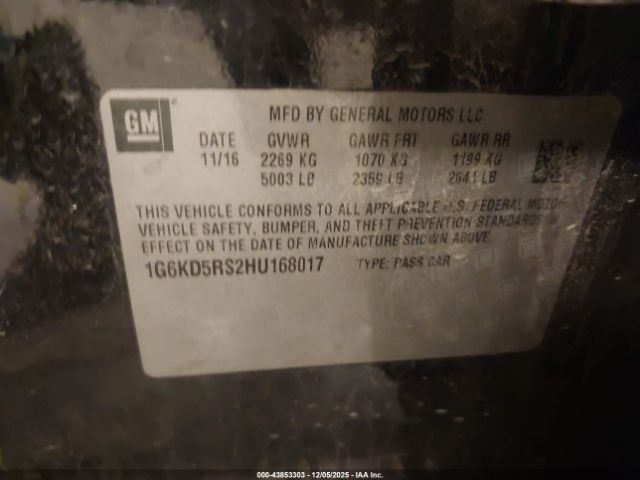 GM
MFD BY GENERAL MOTORS LLC
DATE GVWR GAWR FRT GAWR RR
11/16 2269 KG 1070 KG 1199 KG
5003 LB 2359 LB 2643 LB
THIS VEHICLE CONFORMS TO ALL APPLICABLE U.S. FEDERAL MOTOR
VEHICLE SAFETY, BUMPER, AND THEFT PREVENTION STANDARDS IN
EFFECT ON THE DATE OF MANUFACTURE SHOWN ABOVE.
1G6KD5RS2HU168017 TYPE: PASS CAR
000-43853303 - 12/05/2025 - IAA Inc.